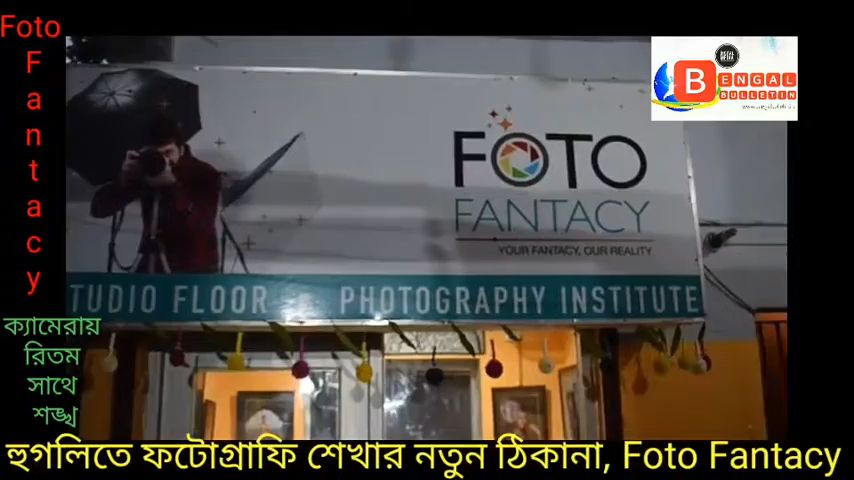 Foto
Fantacy
BENGAL
BULLETIN
B
FOTO
FANTACY
YOUR FANTACY, OUR REALITY
TUDIO FLOOR & PHOTOGRAPHY INSTITUTE
ক্যামেরায়
রিতম
সাথে
শঙ্খ
হুগলিতে ফটোগ্রাফি শেখার নতুন ঠিকানা, Foto Fantacy